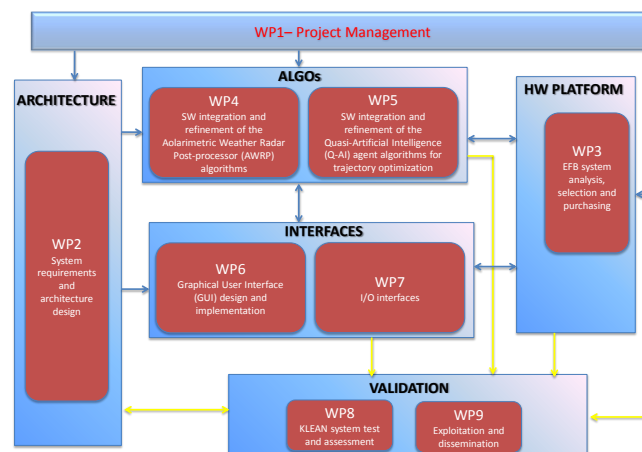 WP1– Project Management
ARCHITECTURE
ALGOs
HW PLATFORM
WP4
SW integration and
refinement of the
Aolarimetric Weather Radar
Post-processor (AWRP)
algorithms
WP5
SW integration and
refinement of the
Quasi-Artificial Intelligence
(Q-AI) agent algorithms for
trajectory optimization
WP3
EFB system
analysis,
selection and
purchasing
WP2
System
requirements
and
architecture
design
INTERFACES
WP6
Graphical User Interface
(GUI) design and
implementation
WP7
I/O interfaces
VALIDATION
WP8
KLEAN system test
and assessment
WP9
Exploitation and
dissemination